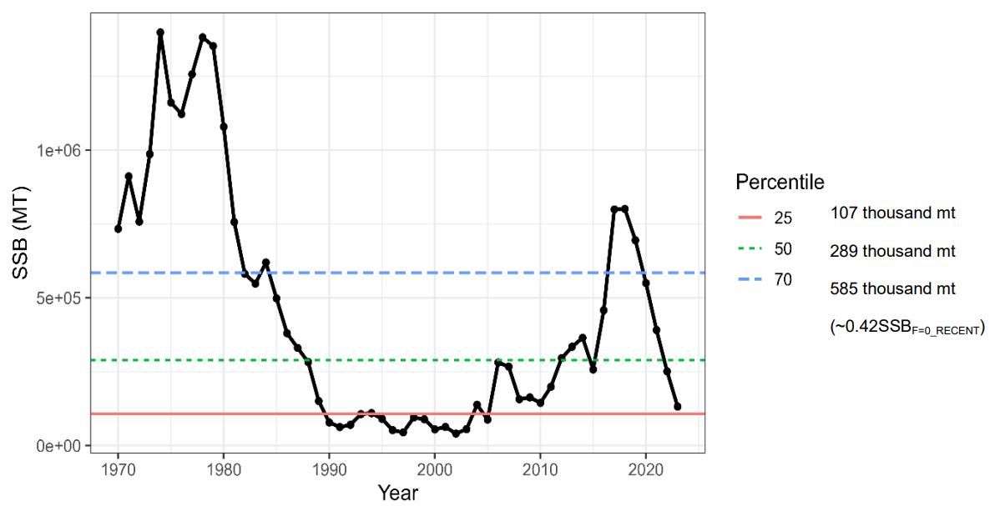 SSB (MT)
1e+06
5e+05
0e+00
1970 1980 1990 2000 2010 2020
Year
Percentile
25 107 thousand mt
50 289 thousand mt
70 585 thousand mt
(~0.42SSBF=0_RECENT)